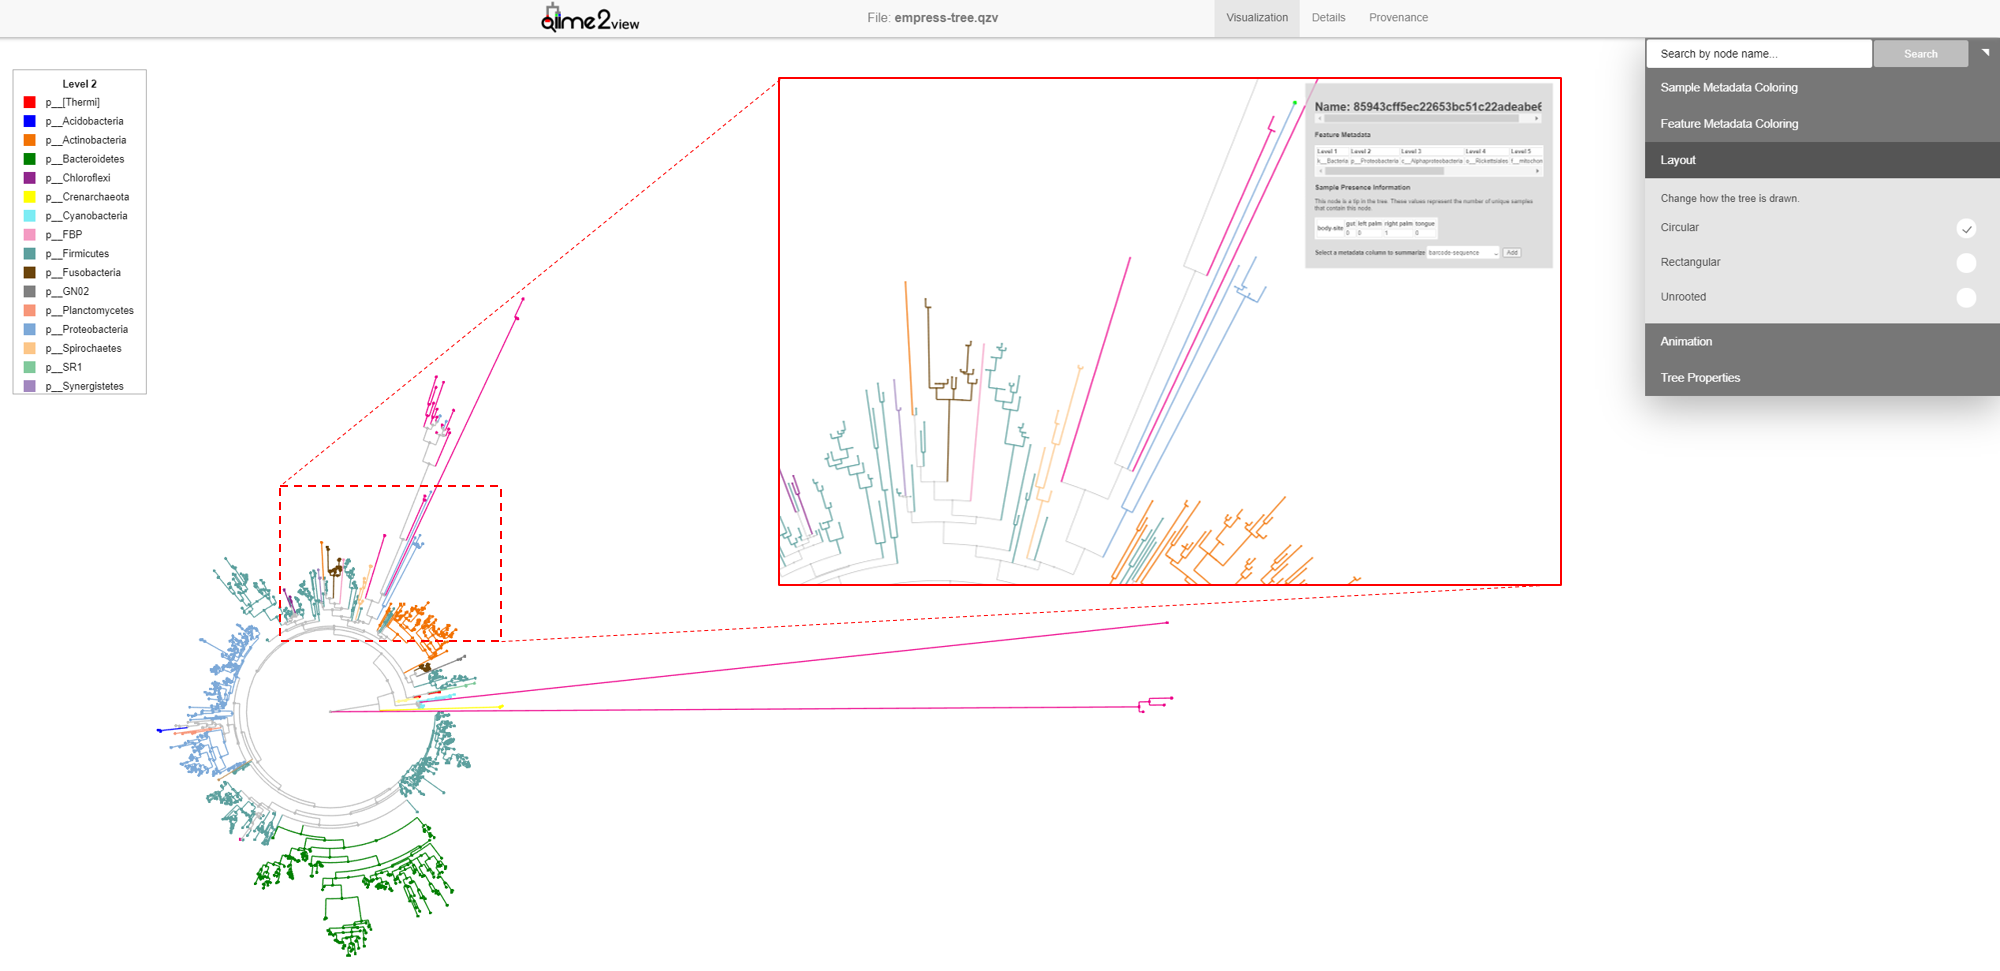 qiime2view
File: empress-tree.qzv
Visualization Details Provenance
Search by node name... Search
Sample Metadata Coloring
Feature Metadata Coloring
Layout
Change how the tree is drawn.
Circular
Rectangular
Unrooted
Animation
Tree Properties
Level 2
p__[Thermi]
p__Acidobacteria
p__Actinobacteria
p__Bacteroidetes
p__Chloroflexi
p__Crenarchaeota
p__Cyanobacteria
p__FBP
p__Firmicutes
p__Fusobacteria
p__GN02
p__Planctomycetes
p__Proteobacteria
p__Spirochaetes
p__SR1
p__Synergistetes
Name: 85943cff5ec22653bc51c22adeabe6
Feature Metadata
Level 1 Level 2 Level 3 Level 4 Level 5
k__Bacteria p__Proteobacteria c__Alphaproteobacteria o__Rickettsiales f__mitochon
Sample Presence Information
This node is a tip in the tree. These values represent the number of unique samples
that contain this node.
gut left palm right palm tongue
body-site 0 0 1 0
Select a metadata column to summarize barcode-sequence Add